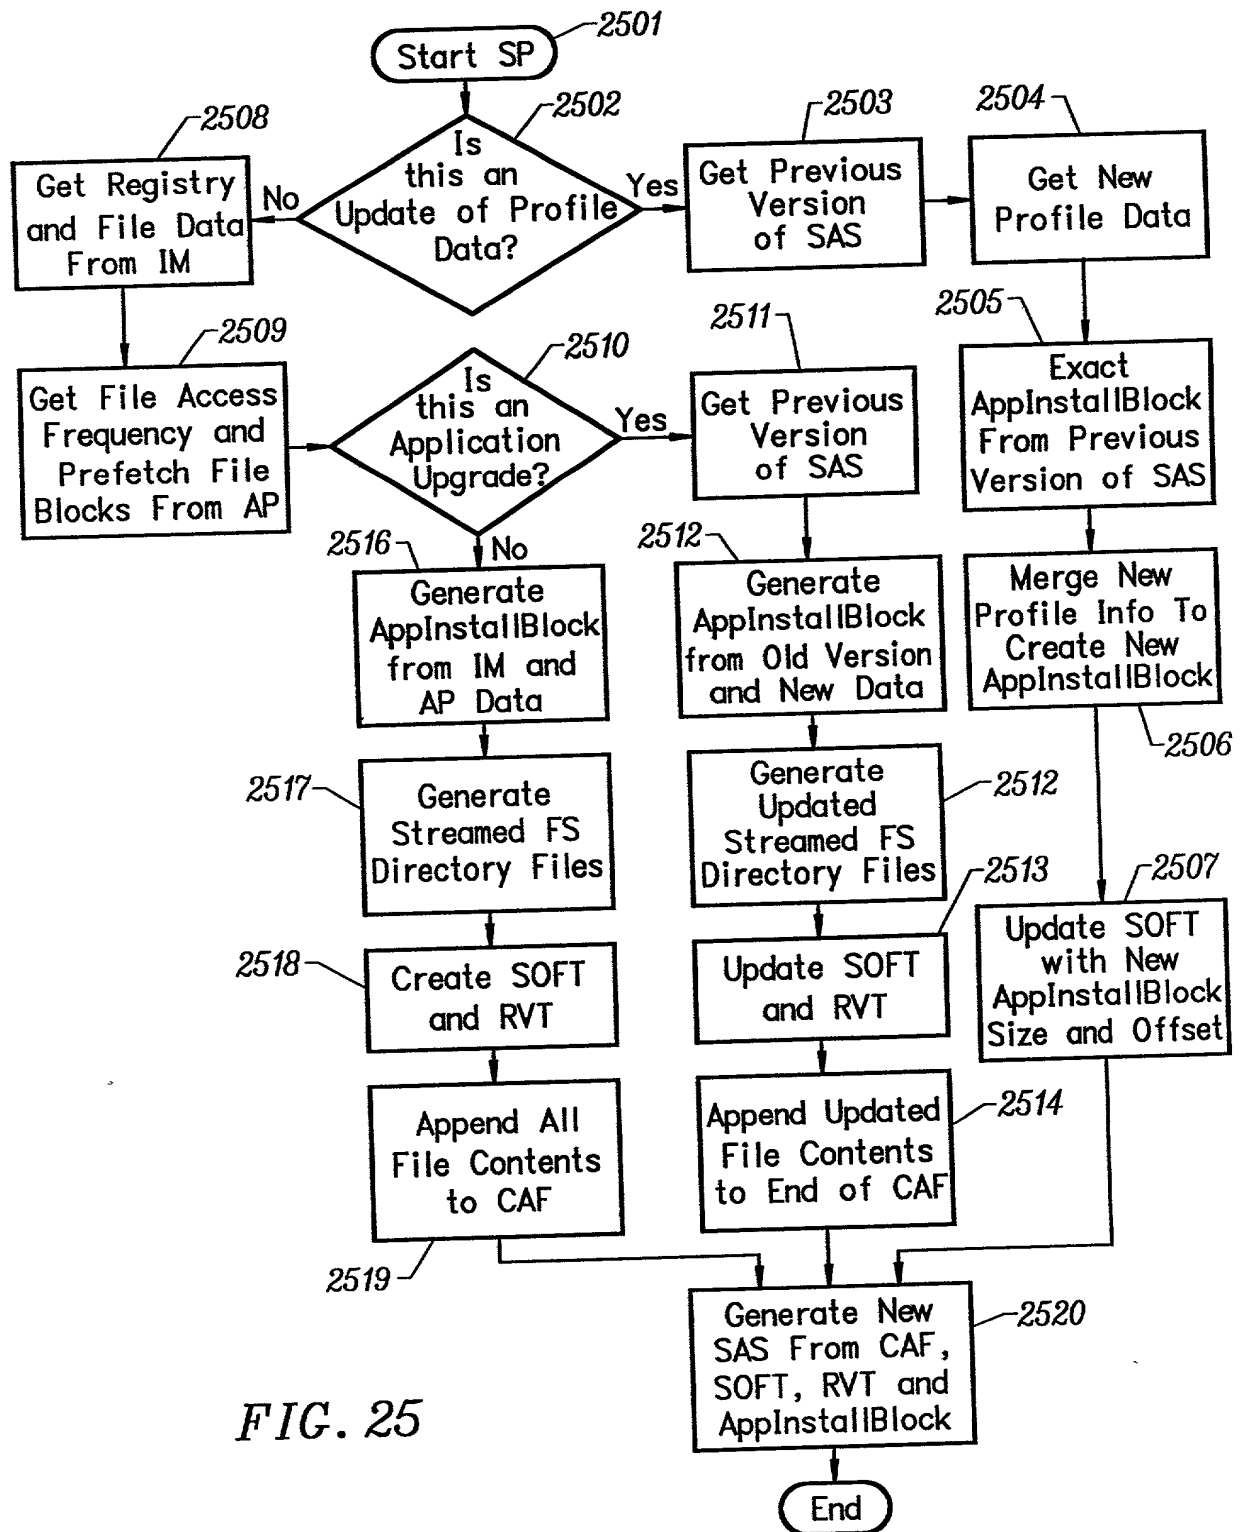 2501
Start SP
2502
Is
this an
Update of Profile
Data?
No
Yes
2503
Get Previous
Version
of SAS
2504
Get New
Profile Data
2508
Get Registry
and File Data
From IM
2509
Get File Access
Frequency and
Prefetch File
Blocks From AP
2510
Is
this an
Application
Upgrade?
Yes
No
2511
Get Previous
Version
of SAS
2505
Exact
AppInstallBlock
From Previous
Version of SAS
2516
Generate
AppInstallBlock
from IM and
AP Data
2512
Generate
AppInstallBlock
from Old Version
and New Data
Merge New
Profile Info To
Create New
AppInstallBlock
2506
2517
Generate
Streamed FS
Directory Files
Generate
Updated
Streamed FS
Directory Files
2512
2507
Update SOFT
with New
AppInstallBlock
Size and Offset
2518
Create SOFT
and RVT
2513
Update SOFT
and RVT
Append All
File Contents
to CAF
2519
Append Updated
File Contents
to End of CAF
2514
Generate New
SAS From CAF,
SOFT, RVT and
AppInstallBlock
2520
End
FIG. 25